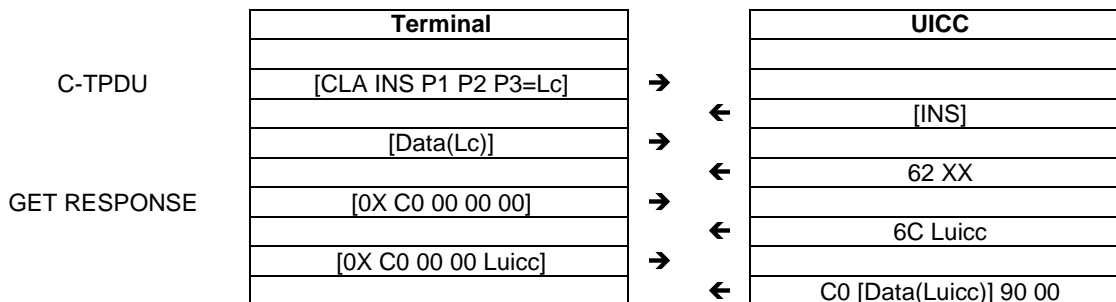 Terminal UICC
C-TPDU [CLA INS P1 P2 P3=Lc] →
← [INS]
[Data(Lc)] →
← 62 XX
GET RESPONSE [0X C0 00 00 00] →
← 6C Luicc
[0X C0 00 00 Luicc] →
← C0 [Data(Luicc)] 90 00